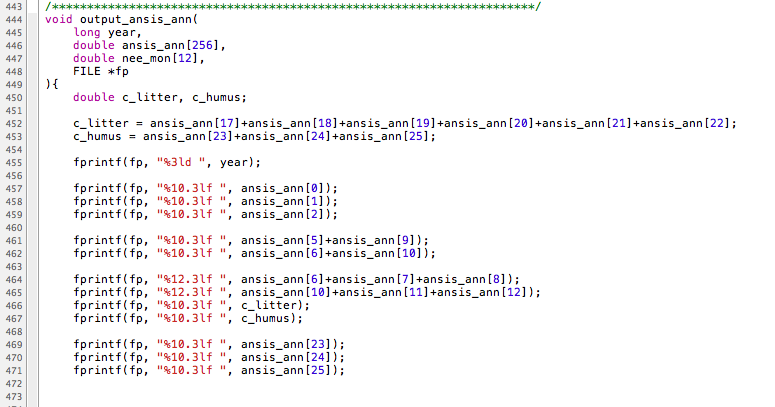 443 /*********************************************************************/
444 void output_ansis_ann(
445 long year,
446 double ansis_ann[256],
447 double nee_mon[12],
448 FILE *fp
449 ){
450 double c_litter, c_humus;
451
452 c_litter = ansis_ann[17]+ansis_ann[18]+ansis_ann[19]+ansis_ann[20]+ansis_ann[21]+ansis_ann[22];
453 c_humus = ansis_ann[23]+ansis_ann[24]+ansis_ann[25];
454
455 fprintf(fp, "%3ld ", year);
456
457 fprintf(fp, "%10.3lf ", ansis_ann[0]);
458 fprintf(fp, "%10.3lf ", ansis_ann[1]);
459 fprintf(fp, "%10.3lf ", ansis_ann[2]);
460
461 fprintf(fp, "%10.3lf ", ansis_ann[5]+ansis_ann[9]);
462 fprintf(fp, "%10.3lf ", ansis_ann[6]+ansis_ann[10]);
463
464 fprintf(fp, "%12.3lf ", ansis_ann[6]+ansis_ann[7]+ansis_ann[8]);
465 fprintf(fp, "%12.3lf ", ansis_ann[10]+ansis_ann[11]+ansis_ann[12]);
466 fprintf(fp, "%10.3lf ", c_litter);
467 fprintf(fp, "%10.3lf ", c_humus);
468
469 fprintf(fp, "%10.3lf ", ansis_ann[23]);
470 fprintf(fp, "%10.3lf ", ansis_ann[24]);
471 fprintf(fp, "%10.3lf ", ansis_ann[25]);
472
473